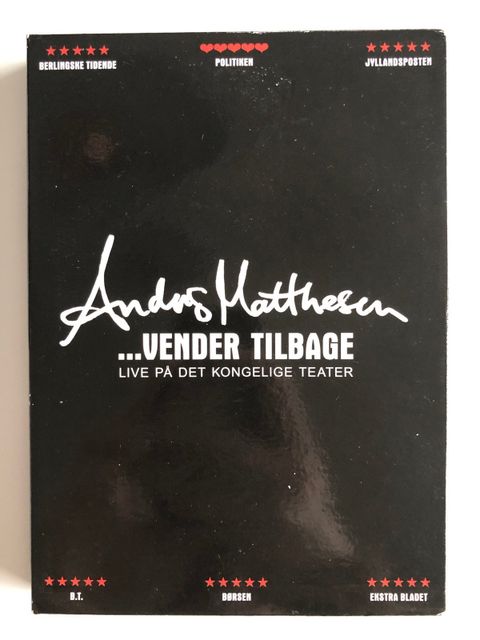 ★★★★★ ♥♥♥♥♥ ★★★★★
BERLINGSKE TIDENDE POLITIKEN JYLLANDSPOSTEN
Anders Matthesen
...VENDER TILBAGE
LIVE PÅ DET KONGELIGE TEATER
★★★★★ ★★★★★ ★★★★★
B.T. BØRSEN EKSTRA BLADET